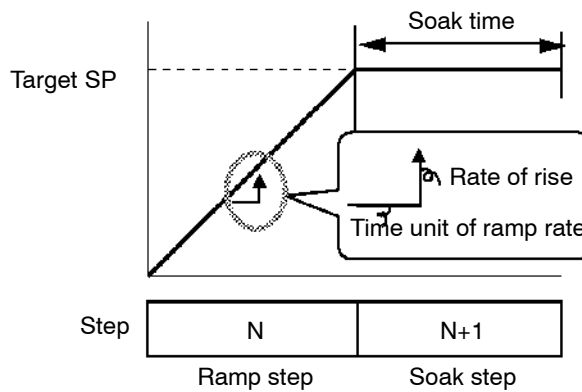 Soak time
Target SP
Rate of rise
Time unit of ramp rate
Step N N+1
Ramp step Soak step